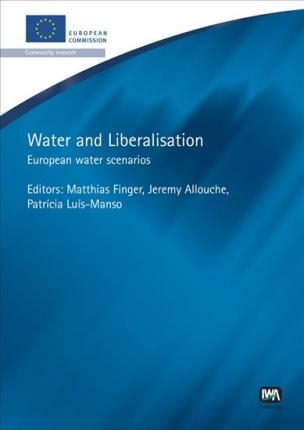 EUROPEAN
COMMISSION
Community research
Water and Liberalisation
European water scenarios
Editors: Matthias Finger, Jeremy Allouche,
Patrícia Luís-Manso
IWA
Publishing